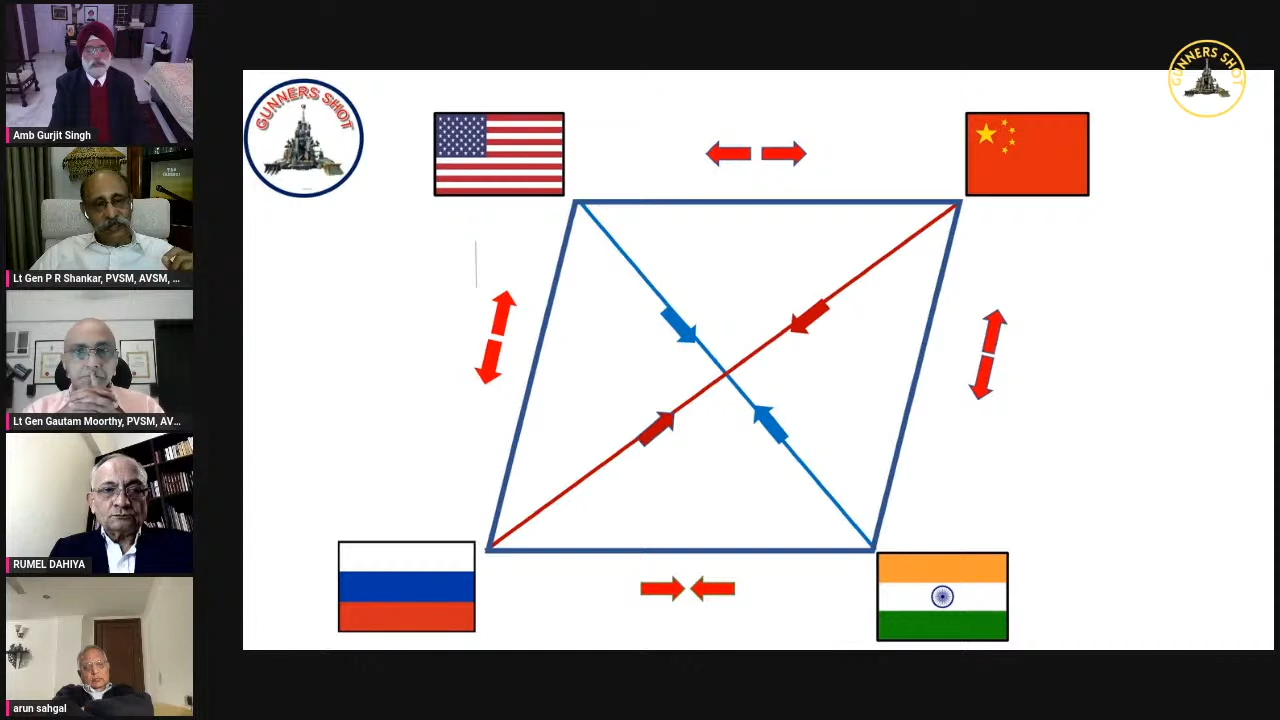 Amb Gurjit Singh
Lt Gen P R Shankar, PVSM, AVSM, ...
Lt Gen Gautam Moorthy, PVSM, AV...
RUMEL DAHIYA
arun sahgal
GUNNERS SHOT
GUNNERS SHOT